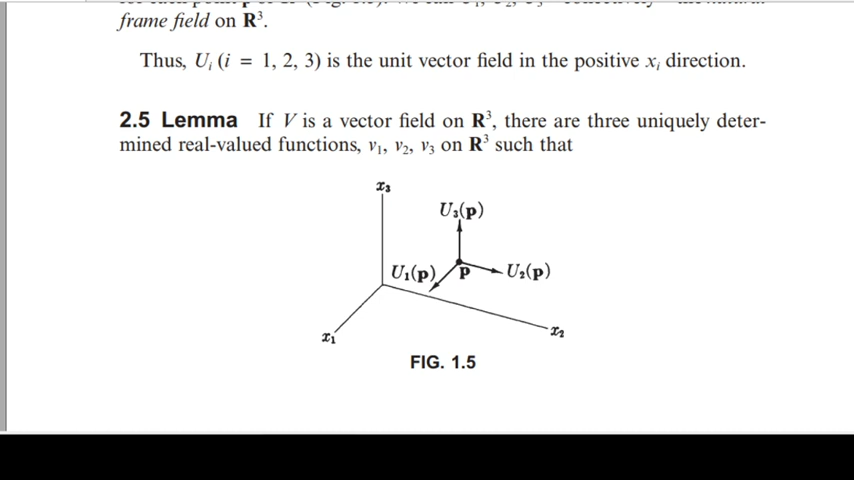 frame field on R³.
Thus, Uᵢ (i = 1, 2, 3) is the unit vector field in the positive xᵢ direction.
2.5 Lemma If V is a vector field on R³, there are three uniquely deter-
mined real-valued functions, v₁, v₂, v₃ on R³ such that
x₃
U₃(p)
U₁(p) p U₂(p)
x₁ x₂
FIG. 1.5